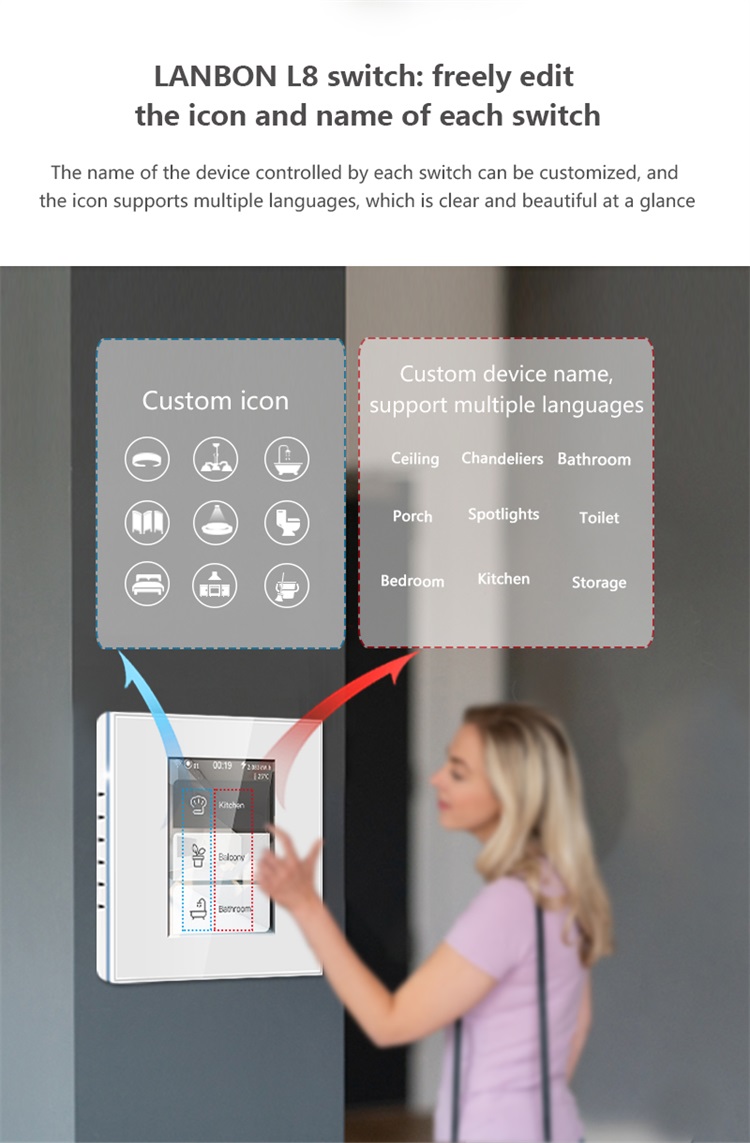 LANBON L8 switch: freely edit
the icon and name of each switch
The name of the device controlled by each switch can be customized, and
the icon supports multiple languages, which is clear and beautiful at a glance
Custom icon
Custom device name,
support multiple languages
Ceiling Chandeliers Bathroom
Porch Spotlights Toilet
Bedroom Kitchen Storage
00:19
23℃
Kitchen
Balcony
Bathroom